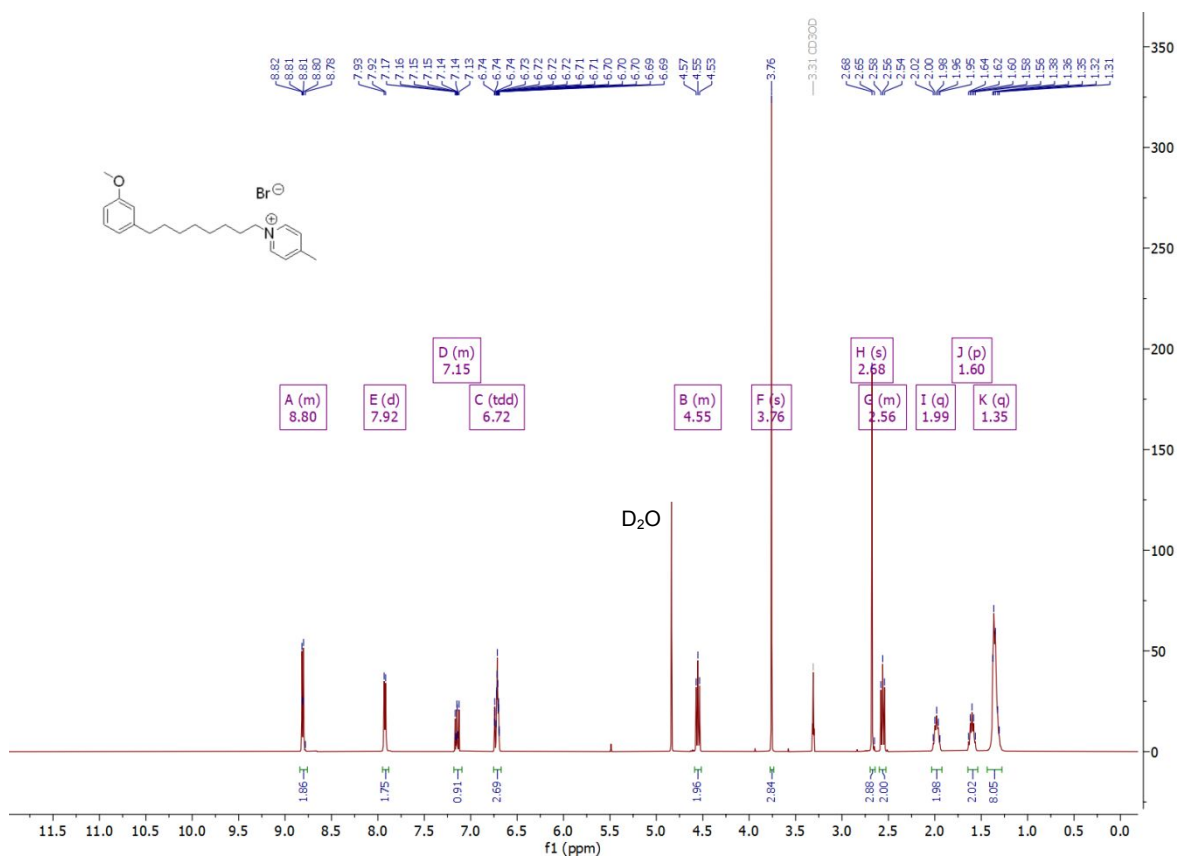 8.82 8.81 8.81 8.80 8.78 7.93 7.92 7.17 7.16 7.15 7.15 7.14 7.14 7.13 6.74 6.74 6.74 6.73 6.72 6.72 6.72 6.71 6.71 6.70 6.70 6.70 6.69 6.69 4.57 4.55 4.53 3.76 3.31 CD3OD 2.68 2.65 2.58 2.56 2.54 2.02 2.00 1.98 1.96 1.95 1.64 1.62 1.60 1.58 1.56 1.38 1.36 1.35 1.32 1.31
350
O
Br⊖
⊕
N
300
250
200
D (m)
7.15
H (s)
2.68
J (p)
1.60
A (m)
8.80
E (d)
7.92
C (tdd)
6.72
B (m)
4.55
F (s)
3.76
G (m)
2.56
I (q)
1.99
K (q)
1.35
150
D₂O
100
50
0
1.86 1.75 0.91 2.69 1.96 2.84 2.88 2.00 1.98 2.02 8.05
11.5 11.0 10.5 10.0 9.5 9.0 8.5 8.0 7.5 7.0 6.5 6.0 5.5 5.0 4.5 4.0 3.5 3.0 2.5 2.0 1.5 1.0 0.5 0.0
f1 (ppm)